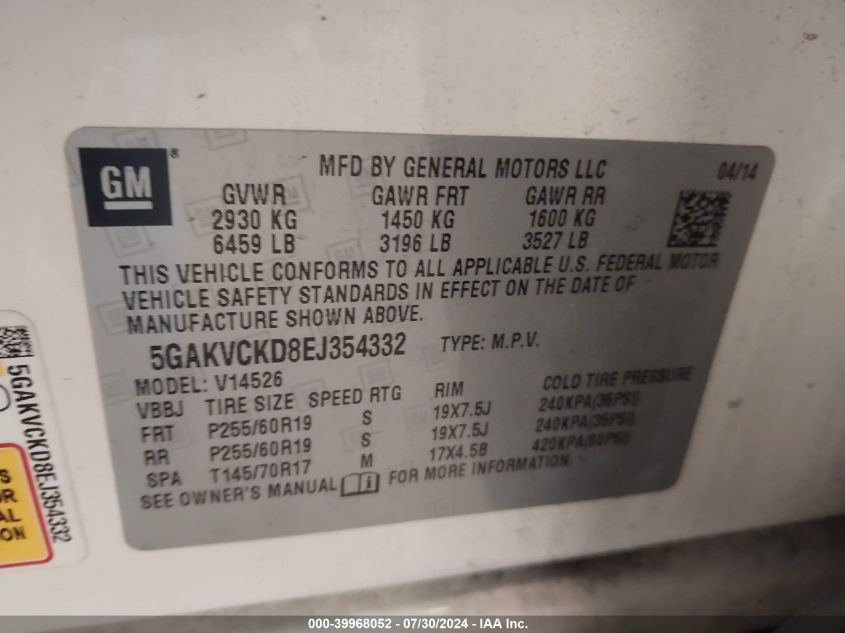 GM®
MFD BY GENERAL MOTORS LLC 04/14
GVWR GAWR FRT GAWR RR
2930 KG 1450 KG 1600 KG
6459 LB 3196 LB 3527 LB
THIS VEHICLE CONFORMS TO ALL APPLICABLE U.S. FEDERAL MOTOR
VEHICLE SAFETY STANDARDS IN EFFECT ON THE DATE OF
MANUFACTURE SHOWN ABOVE.
5GAKVCKD8EJ354332 TYPE: M.P.V.
MODEL: V14526
VBBJ TIRE SIZE SPEED RTG RIM COLD TIRE PRESSURE
FRT P255/60R19 S 19X7.5J 240KPA(35PSI)
RR P255/60R19 S 19X7.5J 240KPA(35PSI)
SPA T145/70R17 M 17X4.5B 420KPA(60PSI)
SEE OWNER'S MANUAL i FOR MORE INFORMATION.
5GAKVCKD8EJ354332
S
OR
AL
ON
000-39968052 / 07/30/2024 - IAA Inc.